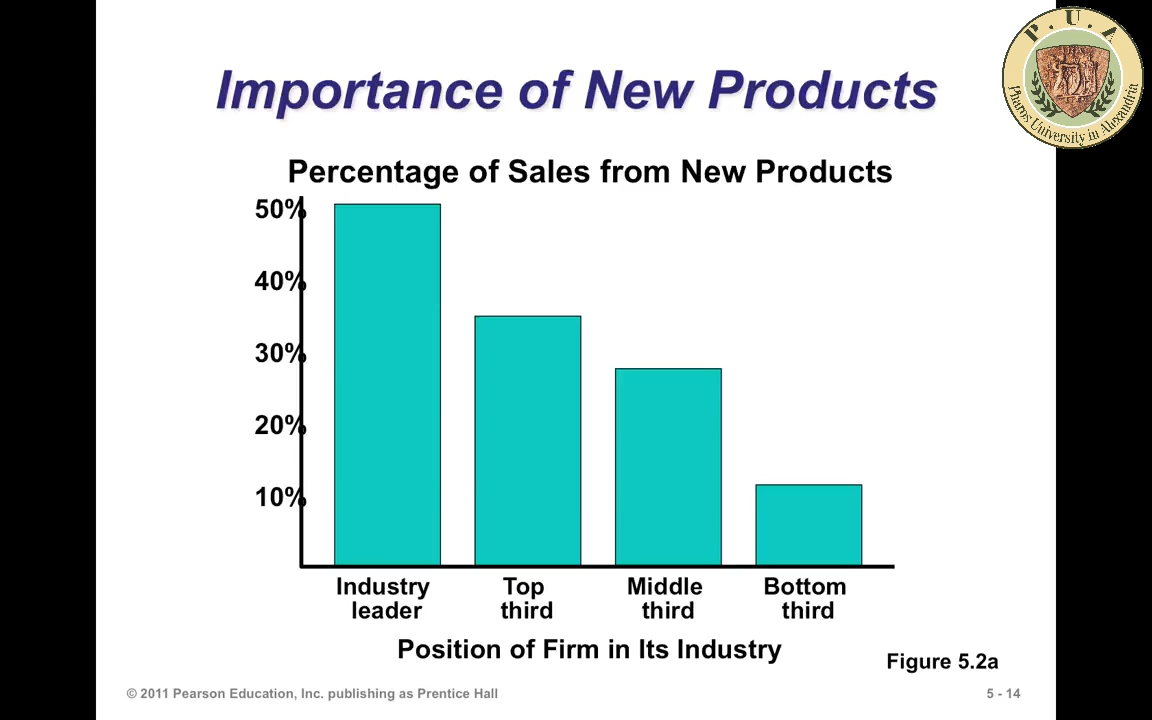 P. U. A
Pharos University in Alexandria
Importance of New Products
Percentage of Sales from New Products
50%
40%
30%
20%
10%
Industry leader
Top third
Middle third
Bottom third
Position of Firm in Its Industry
Figure 5.2a
© 2011 Pearson Education, Inc. publishing as Prentice Hall
5 - 14